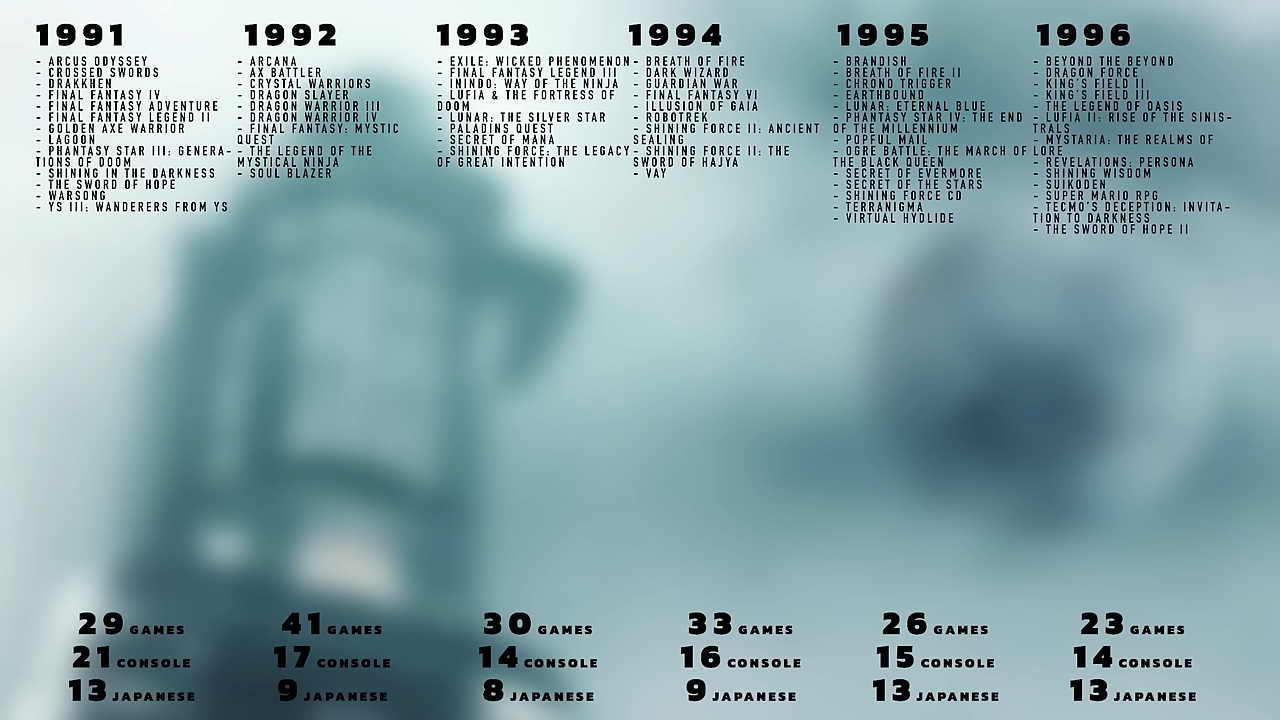 1991
- ARCUS ODYSSEY
- CROSSED SWORDS
- DRAKKHEN
- FINAL FANTASY IV
- FINAL FANTASY ADVENTURE
- FINAL FANTASY LEGEND II
- GOLDEN AXE WARRIOR
- LAGOON
- PHANTASY STAR III: GENERA-
TIONS OF DOOM
- SHINING IN THE DARKNESS
- THE SWORD OF HOPE
- WARSONG
- YS III: WANDERERS FROM YS
1992
- ARCANA
- AX BATTLER
- CRYSTAL WARRIORS
- DRAGON SLAYER
- DRAGON WARRIOR III
- DRAGON WARRIOR IV
- FINAL FANTASY: MYSTIC
QUEST
- THE LEGEND OF THE
MYSTICAL NINJA
- SOUL BLAZER
1993
- EXILE: WICKED PHENOMENON
- FINAL FANTASY LEGEND III
- ININDO: WAY OF THE NINJA
- LUFIA & THE FORTRESS OF
DOOM
- LUNAR: THE SILVER STAR
- PALADINS QUEST
- SECRET OF MANA
- SHINING FORCE: THE LEGACY
OF GREAT INTENTION
1994
- BREATH OF FIRE
- DARK WIZARD
- GUARDIAN WAR
- FINAL FANTASY VI
- ILLUSION OF GAIA
- ROBOTREK
- SHINING FORCE II: ANCIENT
SEALING
- SHINING FORCE II: THE
SWORD OF HAJYA
- VAY
1995
- BRANDISH
- BREATH OF FIRE II
- CHRONO TRIGGER
- EARTHBOUND
- LUNAR: ETERNAL BLUE
- PHANTASY STAR IV: THE END
OF THE MILLENNIUM
- POPFUL MAIL
- OGRE BATTLE: THE MARCH OF
THE BLACK QUEEN
- SECRET OF EVERMORE
- SECRET OF THE STARS
- SHINING FORCE CD
- TERRANIGMA
- VIRTUAL HYDLIDE
1996
- BEYOND THE BEYOND
- DRAGON FORCE
- KING'S FIELD II
- KING'S FIELD III
- THE LEGEND OF OASIS
- LUFIA II: RISE OF THE SINIS-
TRALS
- MYSTARIA: THE REALMS OF
LORE
- REVELATIONS: PERSONA
- SHINING WISDOM
- SUIKODEN
- SUPER MARIO RPG
- TECMO'S DECEPTION: INVITA-
TION TO DARKNESS
- THE SWORD OF HOPE II
29 GAMES
21 CONSOLE
13 JAPANESE
41 GAMES
17 CONSOLE
9 JAPANESE
30 GAMES
14 CONSOLE
8 JAPANESE
33 GAMES
16 CONSOLE
9 JAPANESE
26 GAMES
15 CONSOLE
13 JAPANESE
23 GAMES
14 CONSOLE
13 JAPANESE